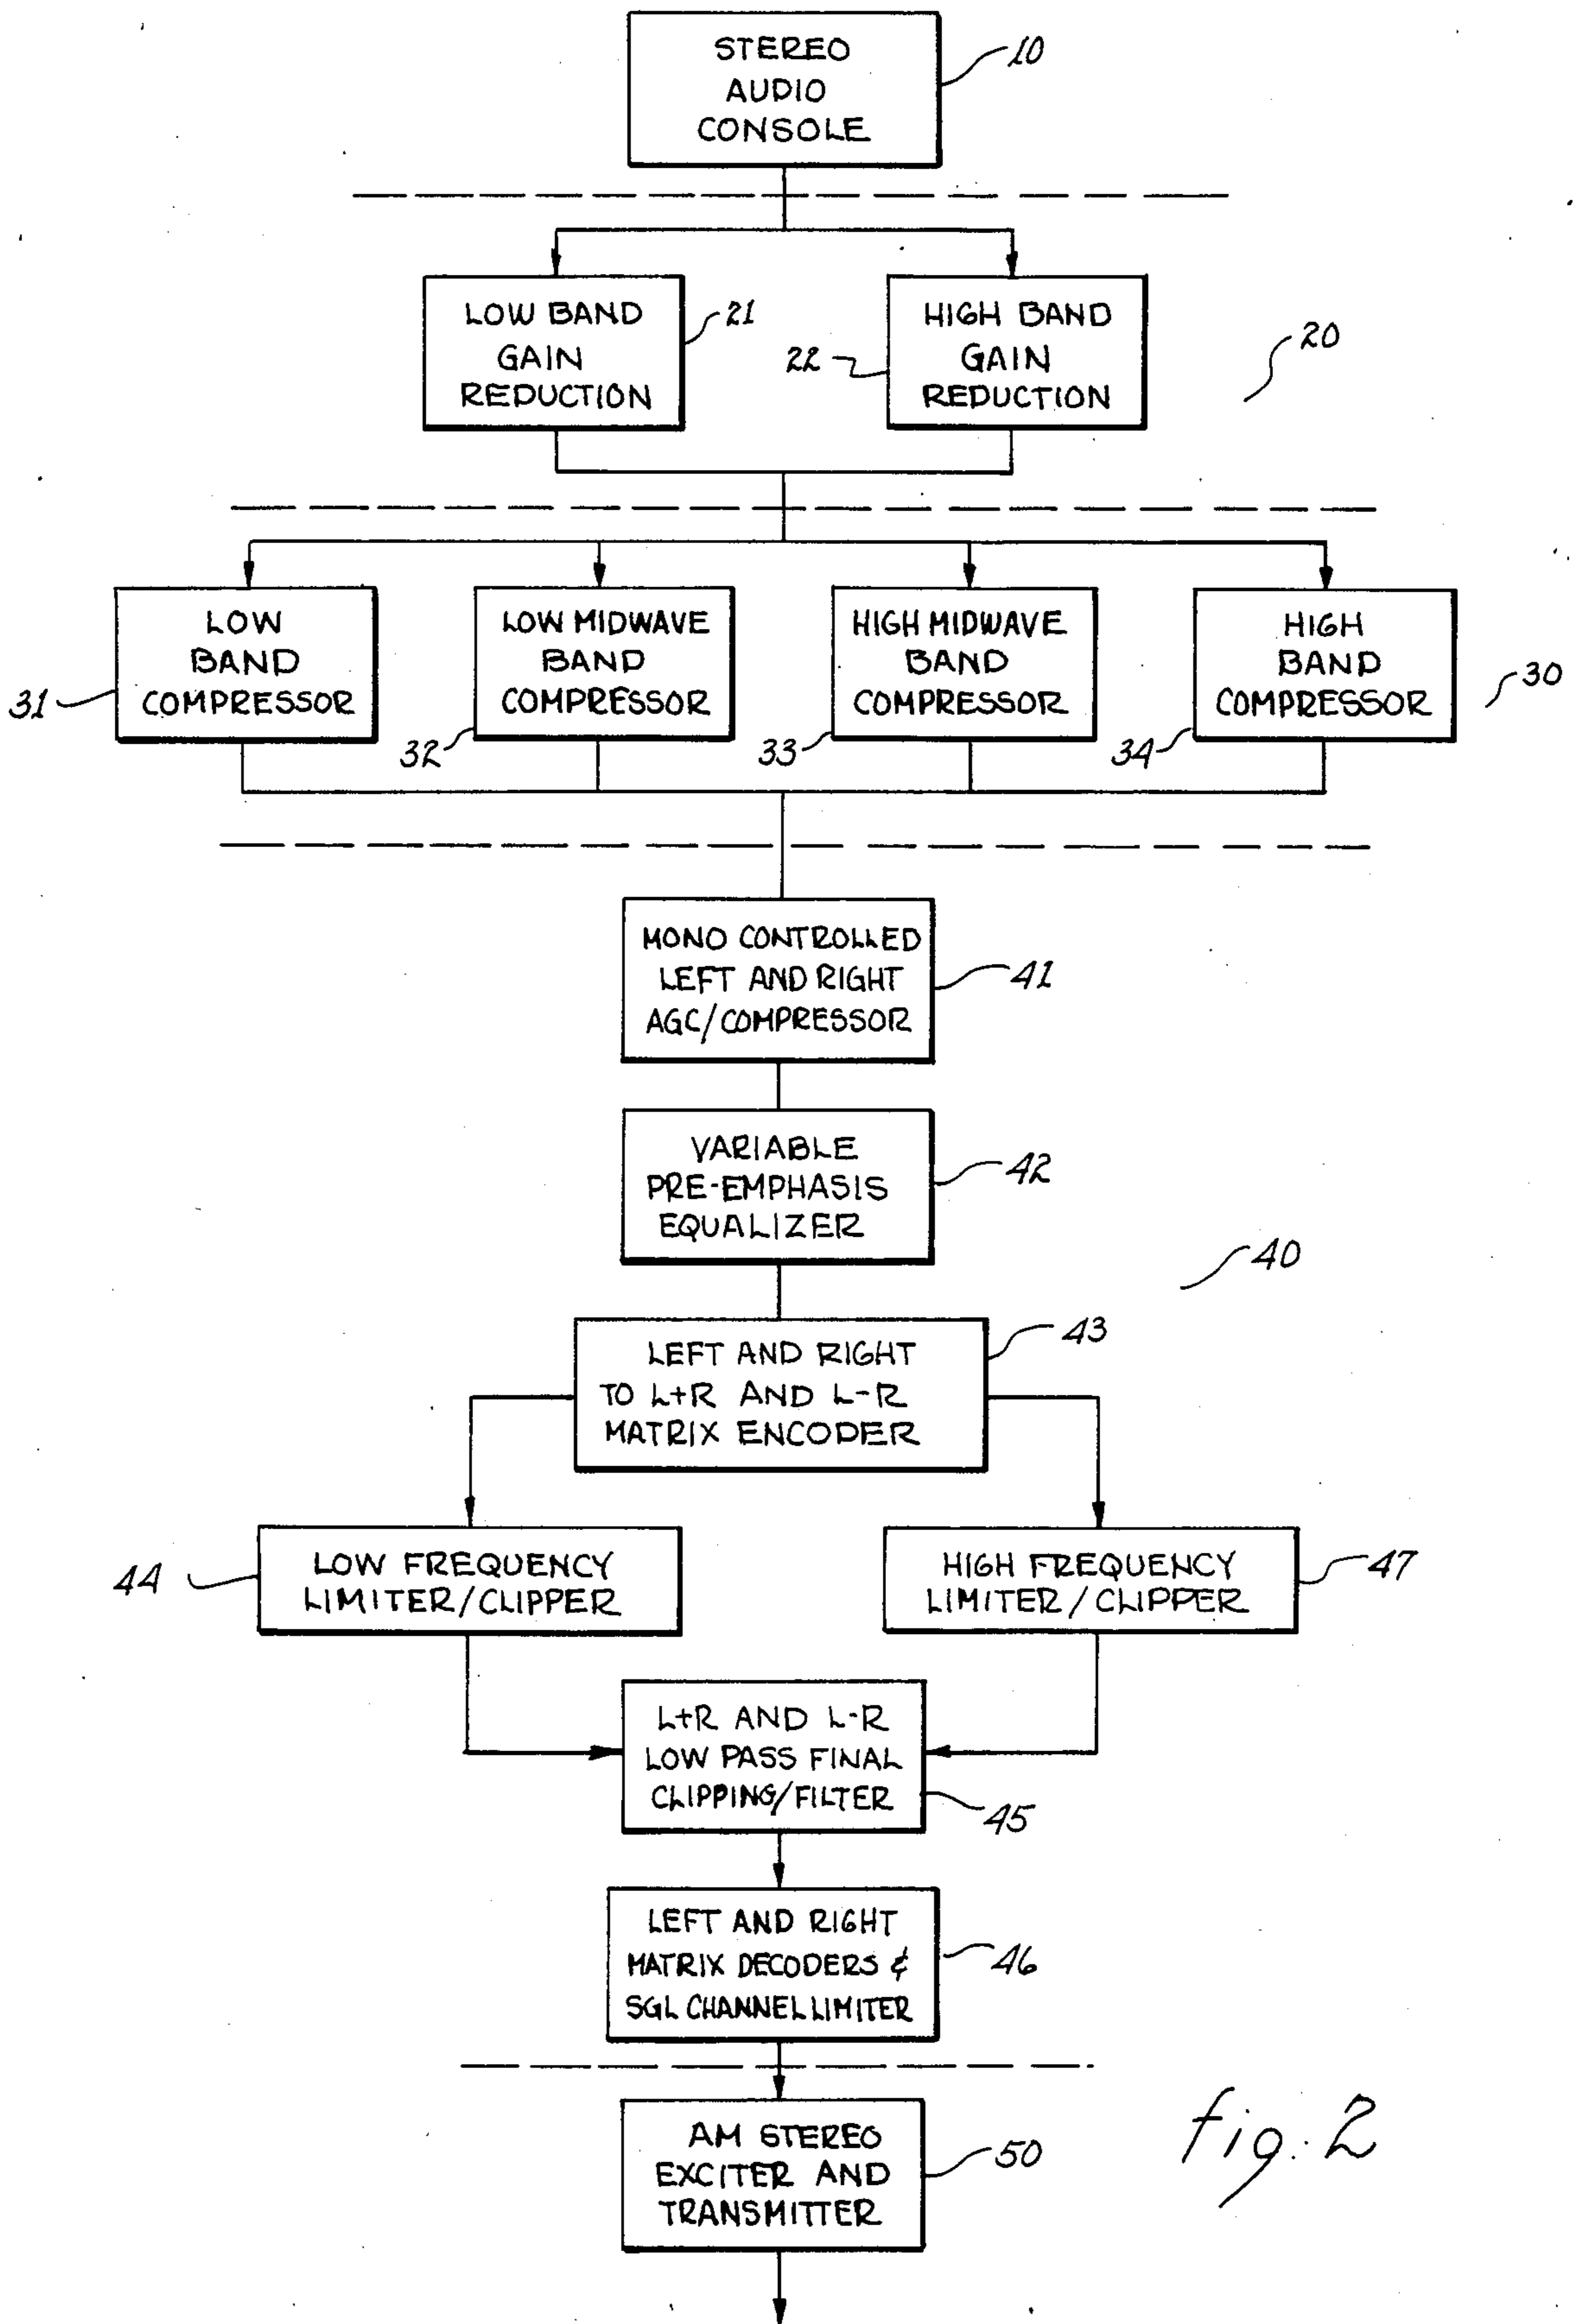 STEREO
AUDIO
CONSOLE
10
LOW BAND
GAIN
REDUCTION
21
22
HIGH BAND
GAIN
REDUCTION
20
LOW
BAND
COMPRESSOR
31
LOW MIDWAVE
BAND
COMPRESSOR
32
HIGH MIDWAVE
BAND
COMPRESSOR
33
HIGH
BAND
COMPRESSOR
34
30
MONO CONTROLLED
LEFT AND RIGHT
AGC/COMPRESSOR
41
VARIABLE
PRE-EMPHASIS
EQUALIZER
42
40
LEFT AND RIGHT
TO L+R AND L-R
MATRIX ENCODER
43
44
LOW FREQUENCY
LIMITER/CLIPPER
HIGH FREQUENCY
LIMITER/CLIPPER
47
L+R AND L-R
LOW PASS FINAL
CLIPPING/FILTER
45
LEFT AND RIGHT
MATRIX DECODERS &
SGL CHANNEL LIMITER
46
AM STEREO
EXCITER AND
TRANSMITTER
50
fig. 2